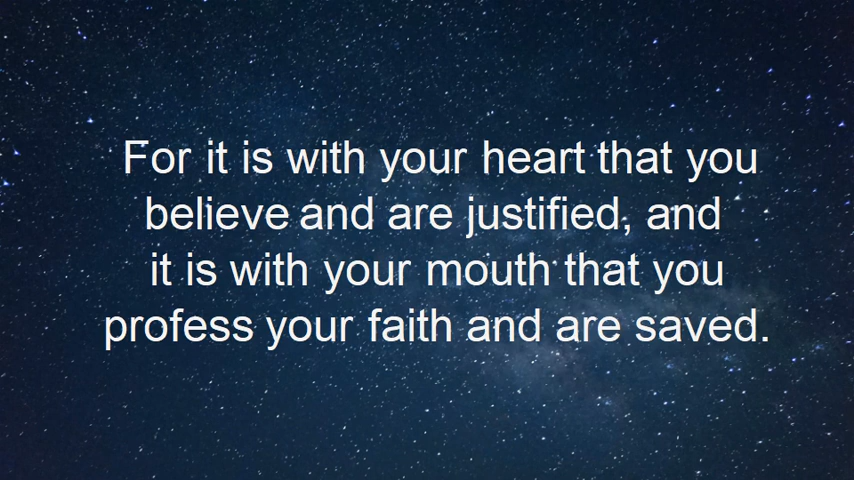 For it is with your heart that you
believe and are justified, and
it is with your mouth that you
profess your faith and are saved.